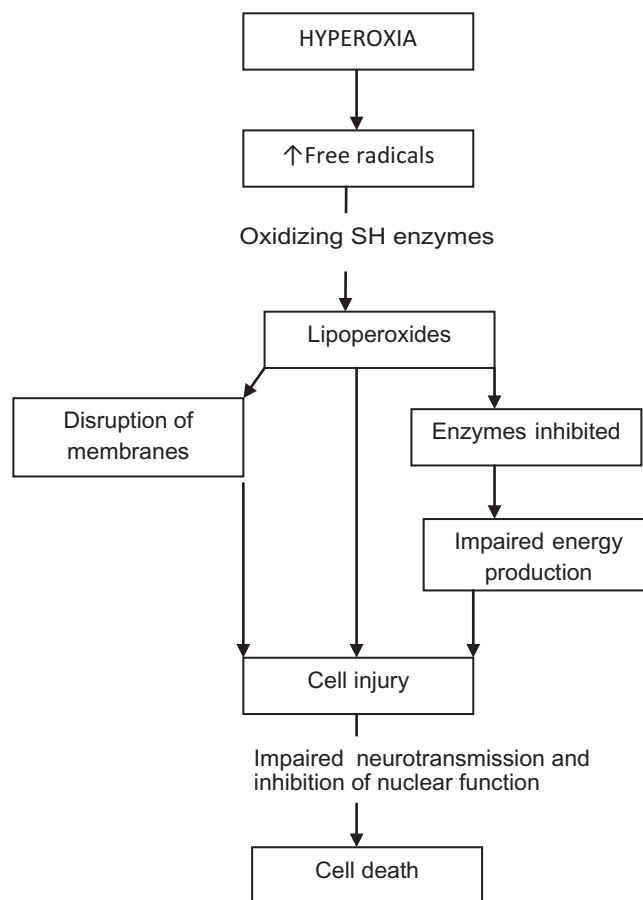 HYPEROXIA
↑Free radicals
Oxidizing SH enzymes
Lipoperoxides
Disruption of
membranes
Enzymes inhibited
Impaired energy
production
Cell injury
Impaired neurotransmission and
inhibition of nuclear function
Cell death